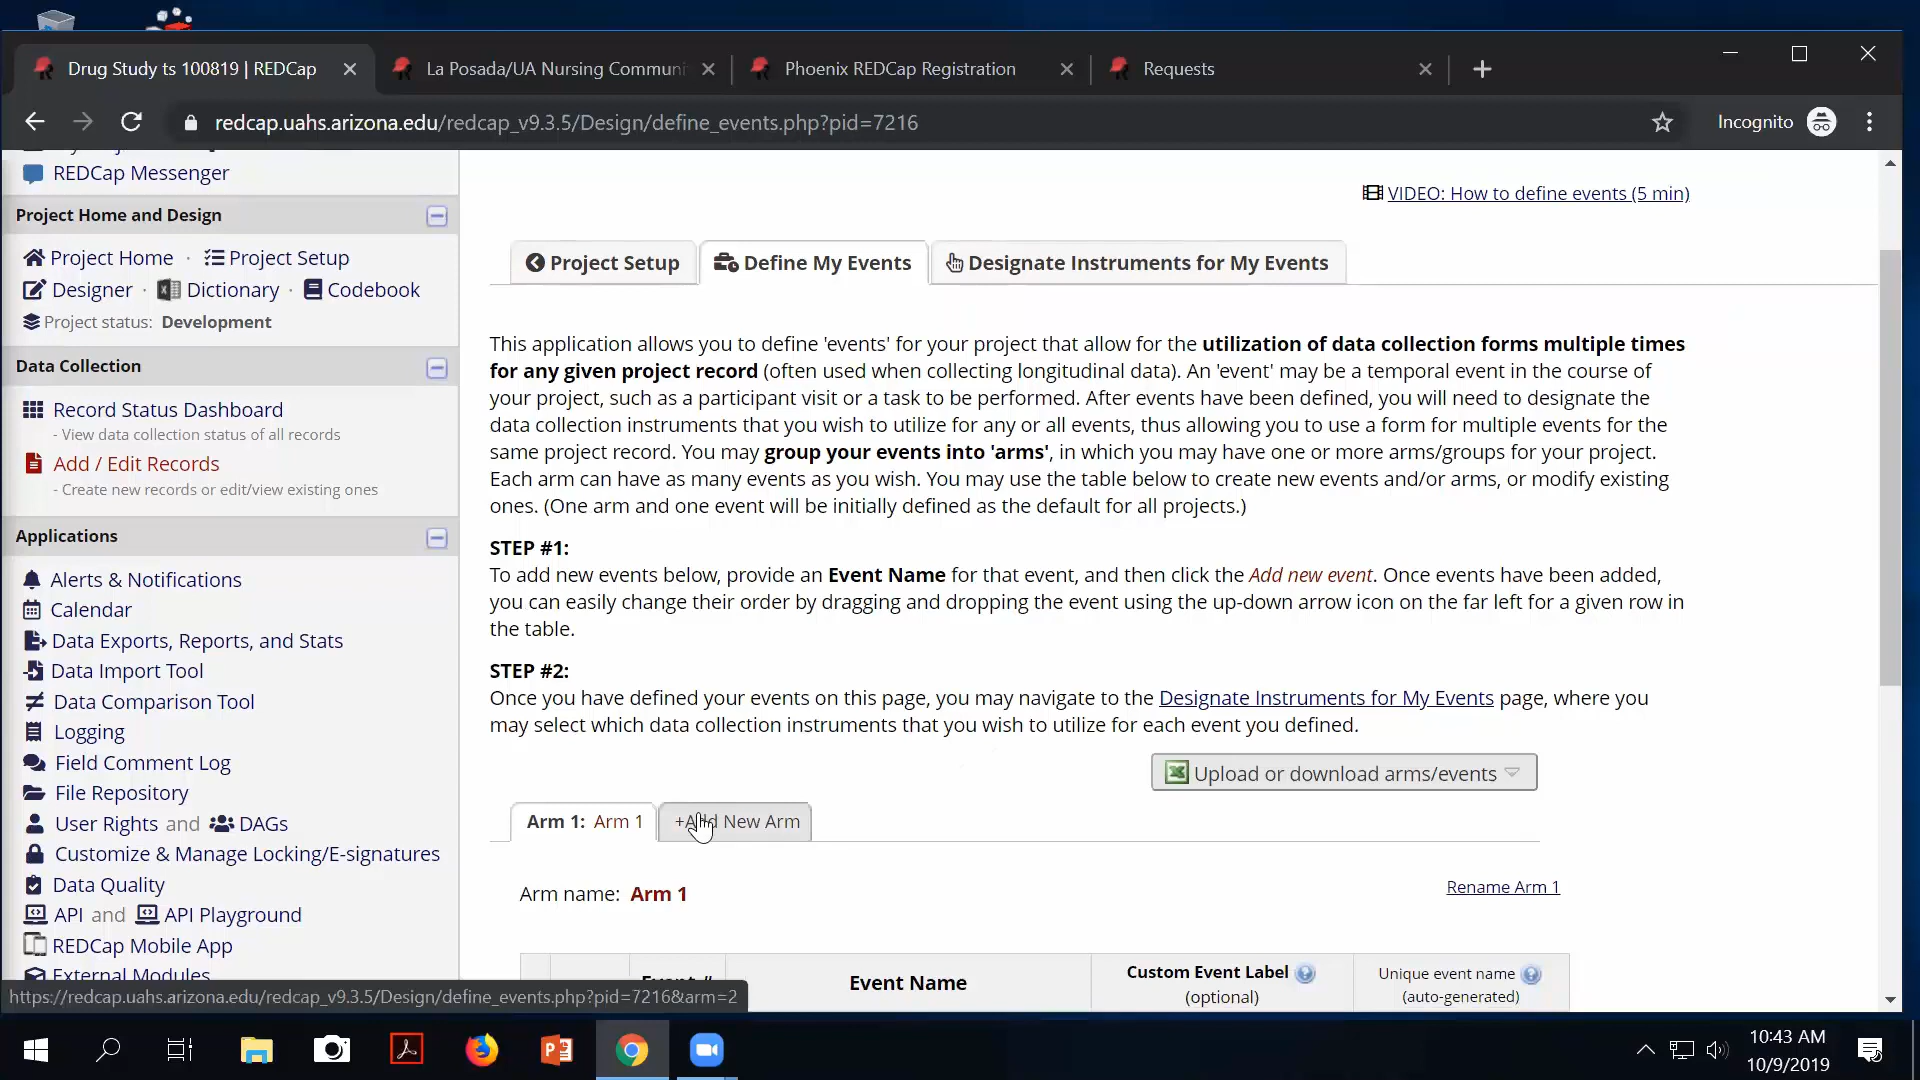 Drug Study ts 100819 | REDCap
La Posada/UA Nursing Commun
Phoenix REDCap Registration
Requests
redcap.uahs.arizona.edu/redcap_v9.3.5/Design/define_events.php?pid=7216
Incognito
REDCap Messenger
VIDEO: How to define events (5 min)
Project Home and Design
Project Home · Project Setup
Designer · Dictionary · Codebook
Project status: Development
Data Collection
Record Status Dashboard
- View data collection status of all records
Add / Edit Records
- Create new records or edit/view existing ones
Applications
Alerts & Notifications
Calendar
Data Exports, Reports, and Stats
Data Import Tool
Data Comparison Tool
Logging
Field Comment Log
File Repository
User Rights and DAGs
Customize & Manage Locking/E-signatures
Data Quality
API and API Playground
REDCap Mobile App
External Modules
Project Setup
Define My Events
Designate Instruments for My Events
This application allows you to define 'events' for your project that allow for the utilization of data collection forms multiple times
for any given project record (often used when collecting longitudinal data). An 'event' may be a temporal event in the course of
your project, such as a participant visit or a task to be performed. After events have been defined, you will need to designate the
data collection instruments that you wish to utilize for any or all events, thus allowing you to use a form for multiple events for the
same project record. You may group your events into 'arms', in which you may have one or more arms/groups for your project.
Each arm can have as many events as you wish. You may use the table below to create new events and/or arms, or modify existing
ones. (One arm and one event will be initially defined as the default for all projects.)
STEP #1:
To add new events below, provide an Event Name for that event, and then click the Add new event. Once events have been added,
you can easily change their order by dragging and dropping the event using the up-down arrow icon on the far left for a given row in
the table.
STEP #2:
Once you have defined your events on this page, you may navigate to the Designate Instruments for My Events page, where you
may select which data collection instruments that you wish to utilize for each event you defined.
Upload or download arms/events
Arm 1: Arm 1
+Add New Arm
Arm name: Arm 1
Rename Arm 1
Event #
Event Name
Custom Event Label
(optional)
Unique event name
(auto-generated)
https://redcap.uahs.arizona.edu/redcap_v9.3.5/Design/define_events.php?pid=7216&arm=2
10:43 AM
10/9/2019